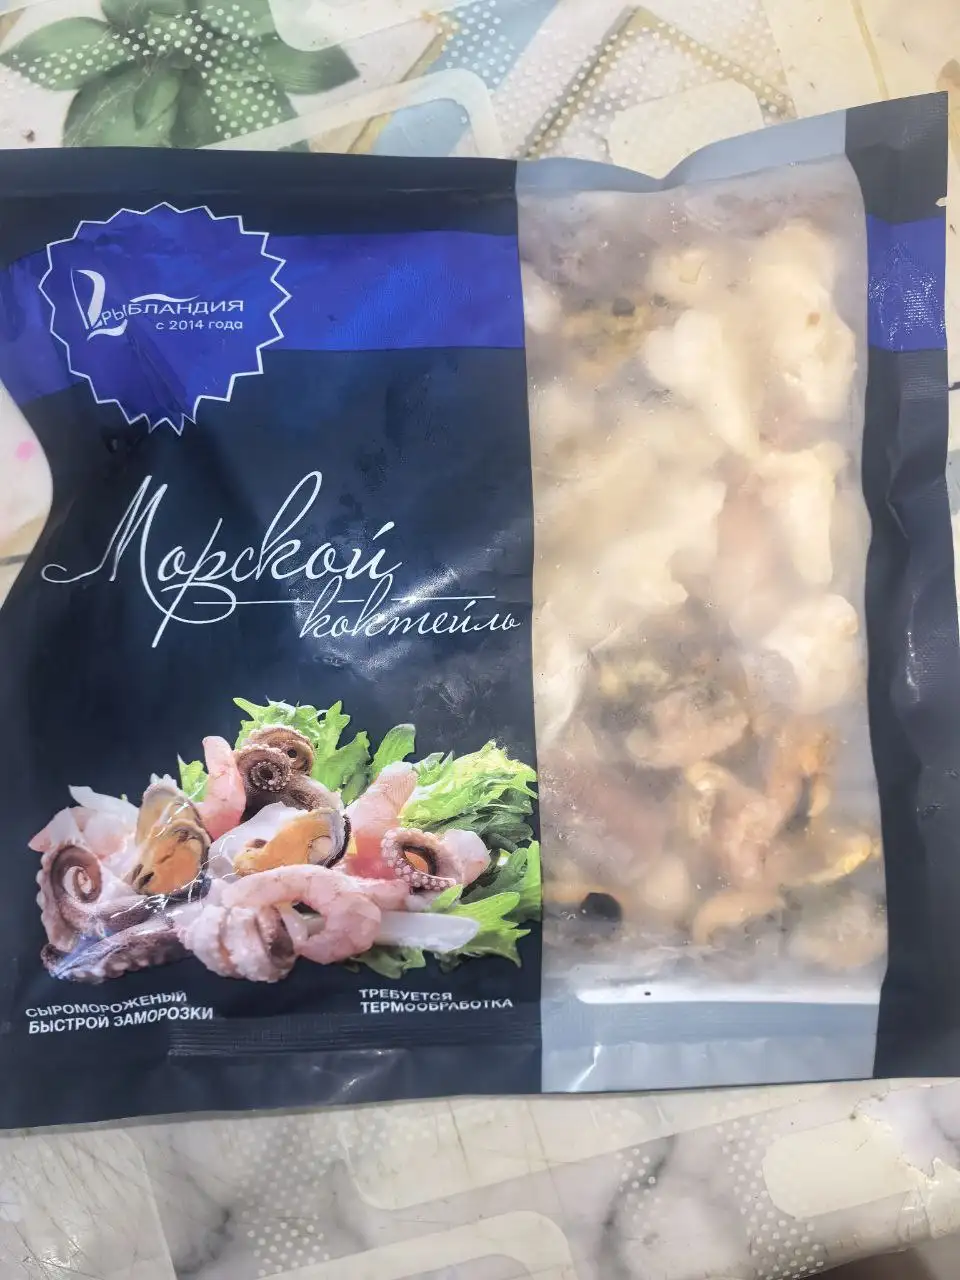 РЫБЛАНДИЯ
с 2014 года
Морской
коктейль
СЫРОМОРОЖЕНЫЙ
БЫСТРОЙ ЗАМОРОЗКИ
ТРЕБУЕТСЯ
ТЕРМООБРАБОТКА